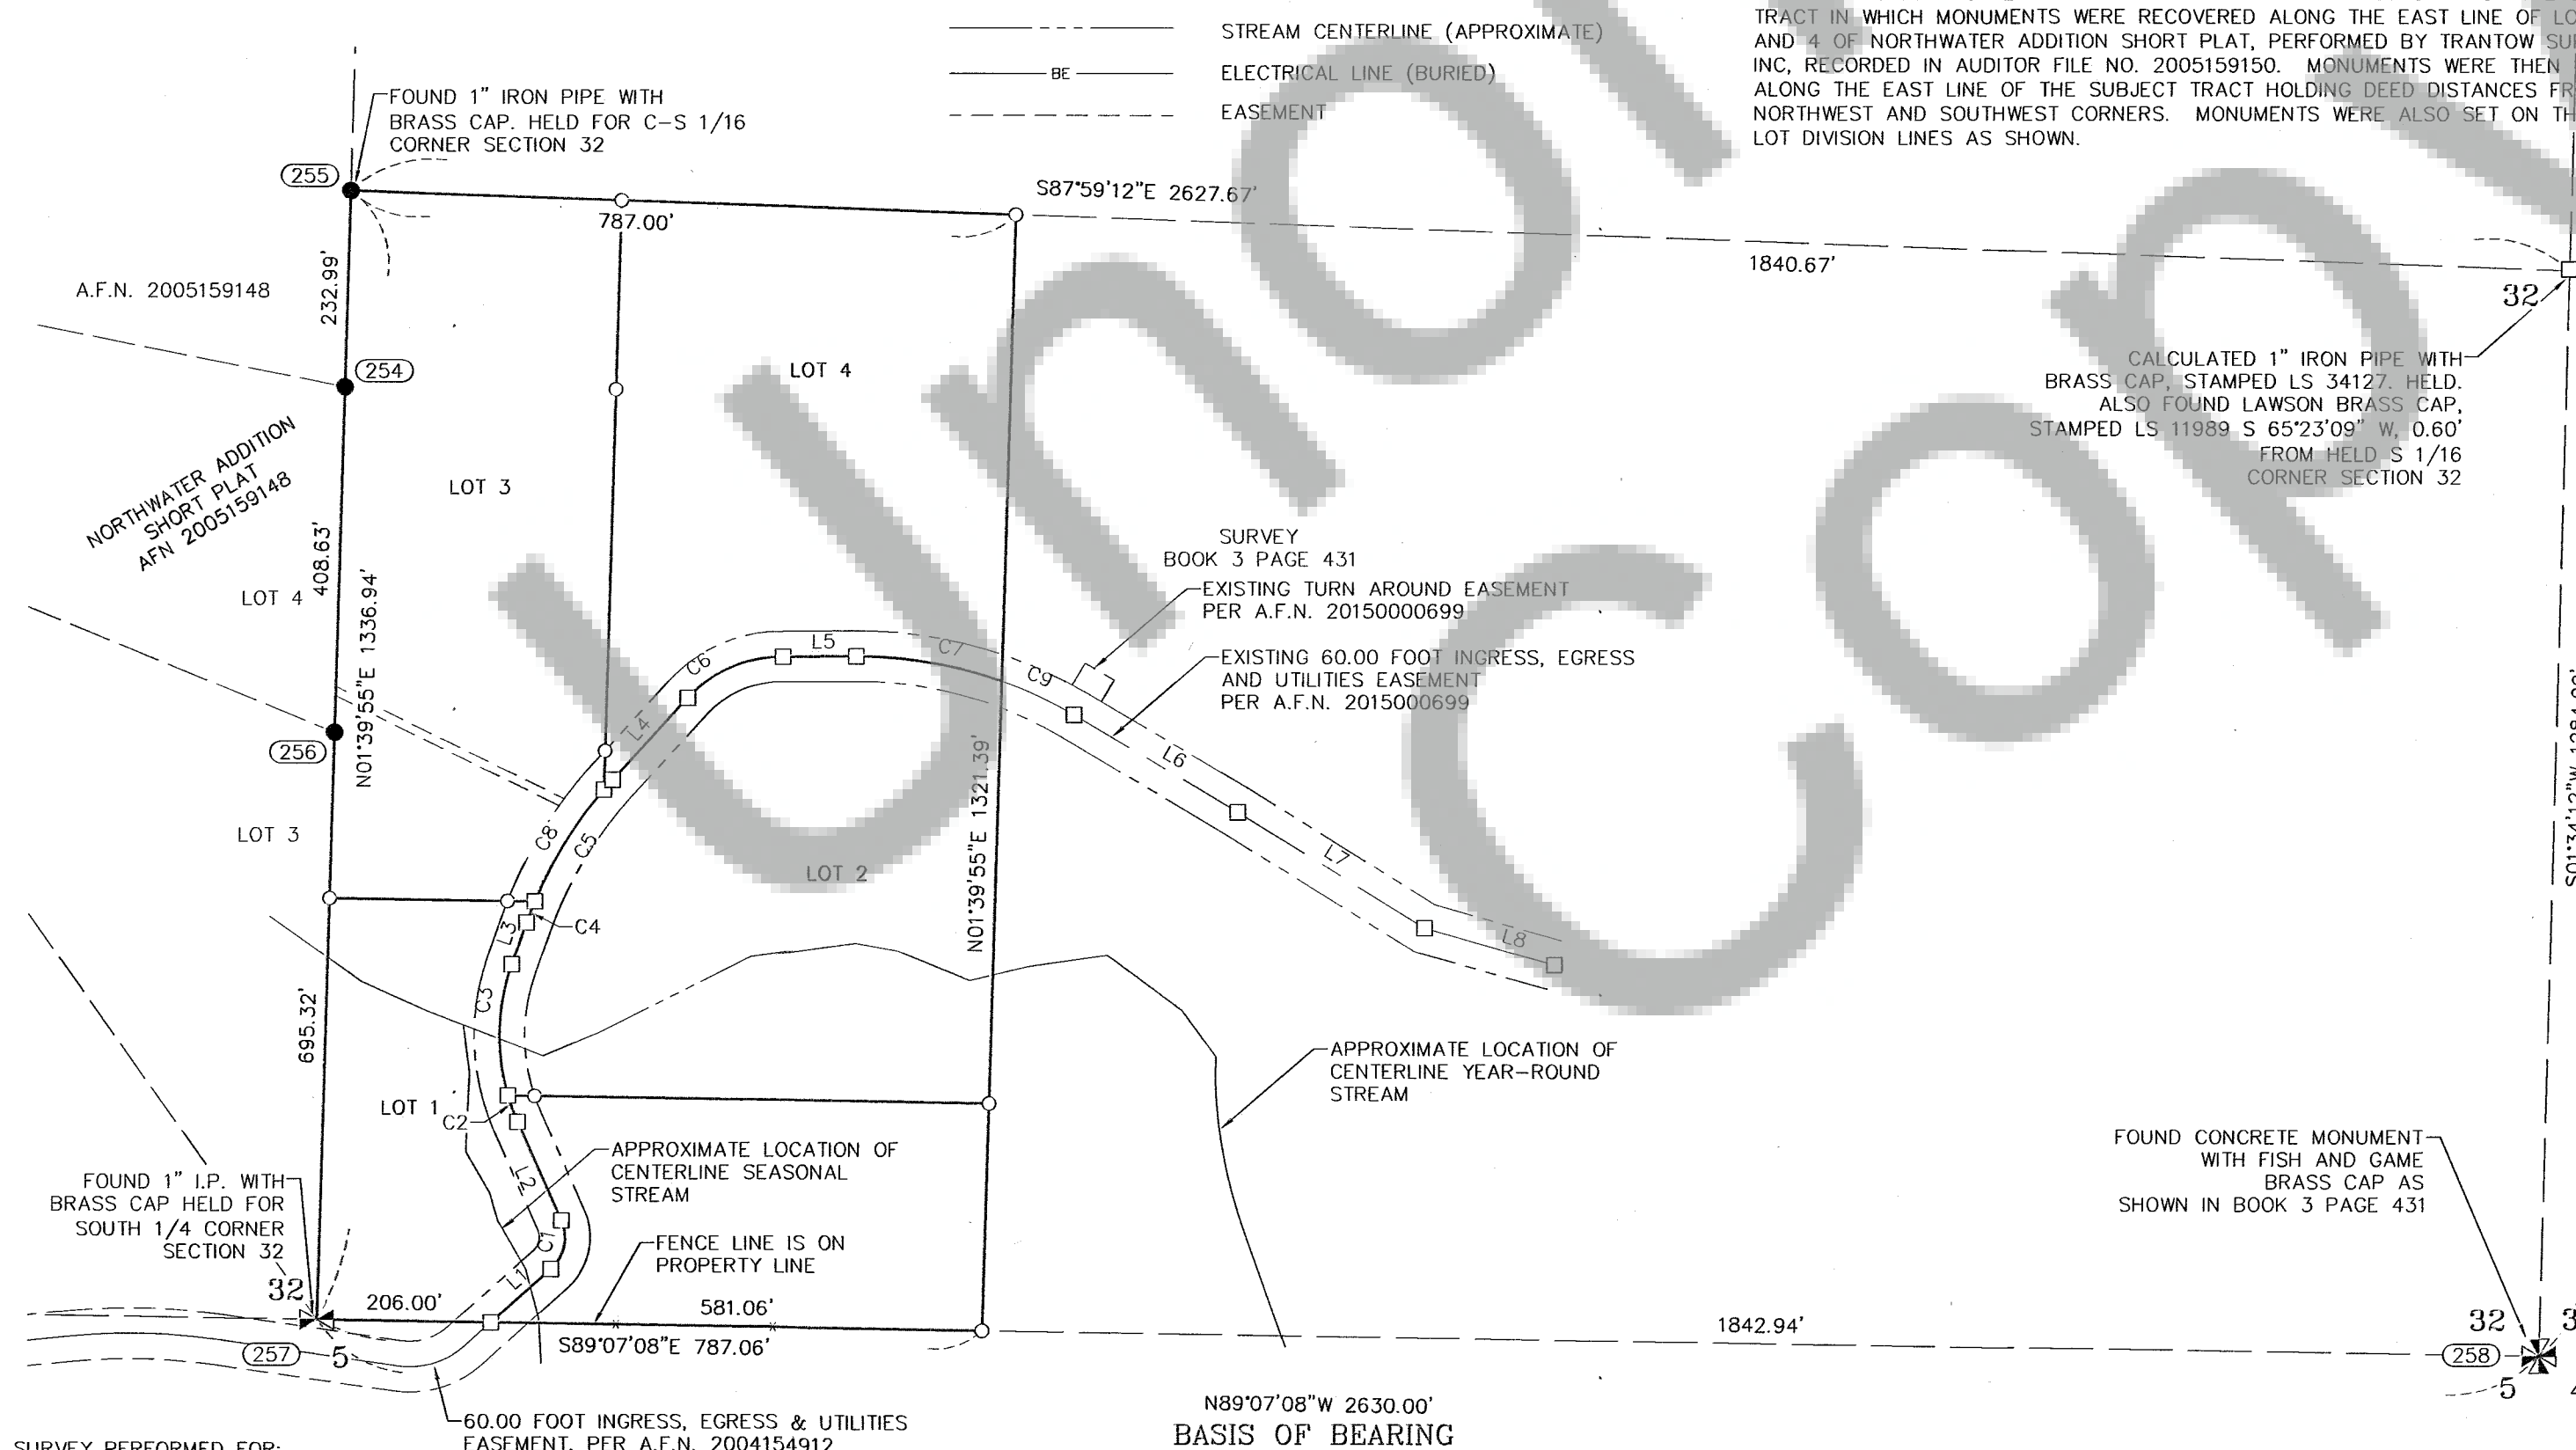 STREAM CENTERLINE (APPROXIMATE)
BE
ELECTRICAL LINE (BURIED)
EASEMENT
TRACT IN WHICH MONUMENTS WERE RECOVERED ALONG THE EAST LINE OF
AND 4 OF NORTHWATER ADDITION SHORT PLAT, PERFORMED BY TRANTOW
INC, RECORDED IN AUDITOR FILE NO. 2005159150. MONUMENTS WERE THEN
ALONG THE EAST LINE OF THE SUBJECT TRACT HOLDING DEED DISTANCES
NORTHWEST AND SOUTHWEST CORNERS. MONUMENTS WERE ALSO SET ON
LOT DIVISION LINES AS SHOWN.
FOUND 1" IRON PIPE WITH
BRASS CAP. HELD FOR C-S 1/16
CORNER SECTION 32
255
S87°59'12"E 2627.67'
787.00'
1840.67'
232.99'
A.F.N. 2005159148
254
32
CALCULATED 1" IRON PIPE WITH
BRASS CAP, STAMPED LS 34127. HELD.
ALSO FOUND LAWSON BRASS CAP,
STAMPED LS 11989 S 65°23'09" W, 0.60'
FROM HELD S 1/16
CORNER SECTION 32
LOT 4
LOT 3
NORTHWATER ADDITION
SHORT PLAT
AFN 2005159148
408.63'
LOT 4
N01°39'55"E 1336.94'
SURVEY
BOOK 3 PAGE 431
EXISTING TURN AROUND EASEMENT
PER A.F.N. 20150000699
EXISTING 60.00 FOOT INGRESS, EGRESS
AND UTILITIES EASEMENT
PER A.F.N. 2015000699
L5
C6
C7
C9
L4
L6
256
N01°39'55"E 1321.39'
LOT 3
C8
C5
L7
LOT 2
L3
C4
L8
C3
695.32'
APPROXIMATE LOCATION OF
CENTERLINE YEAR-ROUND
STREAM
LOT 1
C2
APPROXIMATE LOCATION OF
CENTERLINE SEASONAL
STREAM
L2
FOUND 1" I.P. WITH
BRASS CAP HELD FOR
SOUTH 1/4 CORNER
SECTION 32
FOUND CONCRETE MONUMENT
WITH FISH AND GAME
BRASS CAP AS
SHOWN IN BOOK 3 PAGE 431
C1
FENCE LINE IS ON
PROPERTY LINE
L1
32
206.00'
581.06'
1842.94'
32
257
5
S89°07'08"E 787.06'
258
5
N89°07'08"W 2630.00'
BASIS OF BEARING
60.00 FOOT INGRESS, EGRESS & UTILITIES
EASEMENT, PER A.F.N. 2004154912
SURVEY PERFORMED FOR:
Unof
Cop